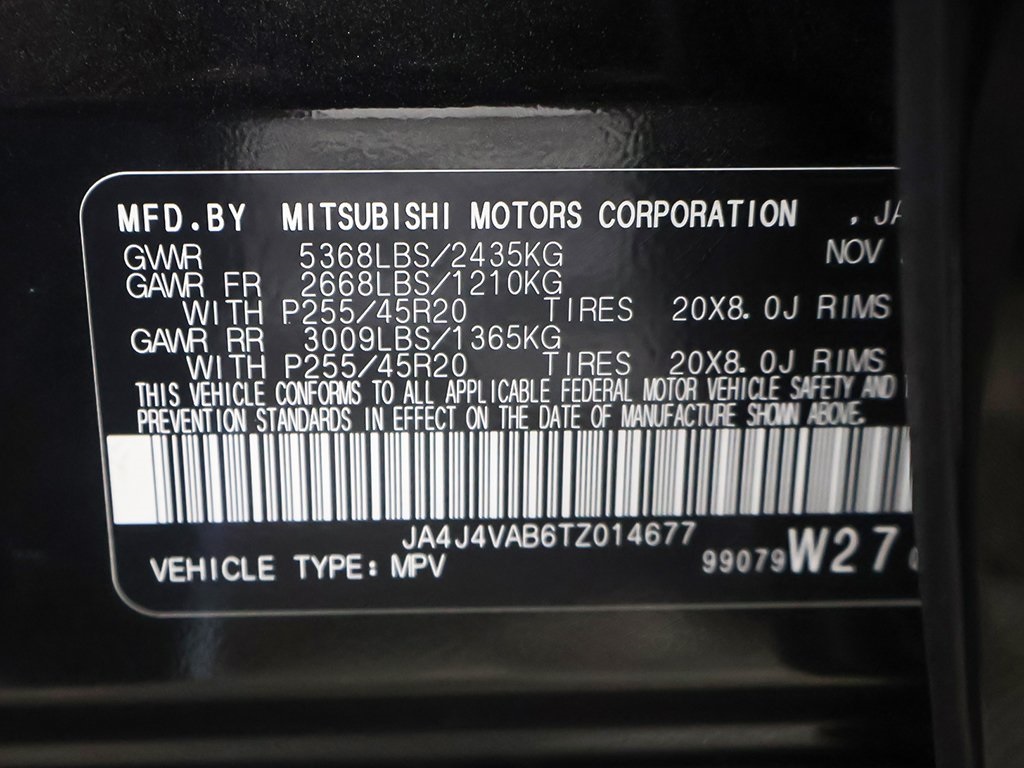 MFD.BY MITSUBISHI MOTORS CORPORATION , JA
GVWR 5368LBS/2435KG NOV
GAWR FR 2668LBS/1210KG
WITH P255/45R20 TIRES 20X8.0J RIMS
GAWR RR 3009LBS/1365KG
WITH P255/45R20 TIRES 20X8.0J RIMS
THIS VEHICLE CONFORMS TO ALL APPLICABLE FEDERAL MOTOR VEHICLE SAFETY AND
PREVENTION STANDARDS IN EFFECT ON THE DATE OF MANUFACTURE SHOWN ABOVE.
JA4J4VAB6TZ014677
VEHICLE TYPE: MPV 99079W27